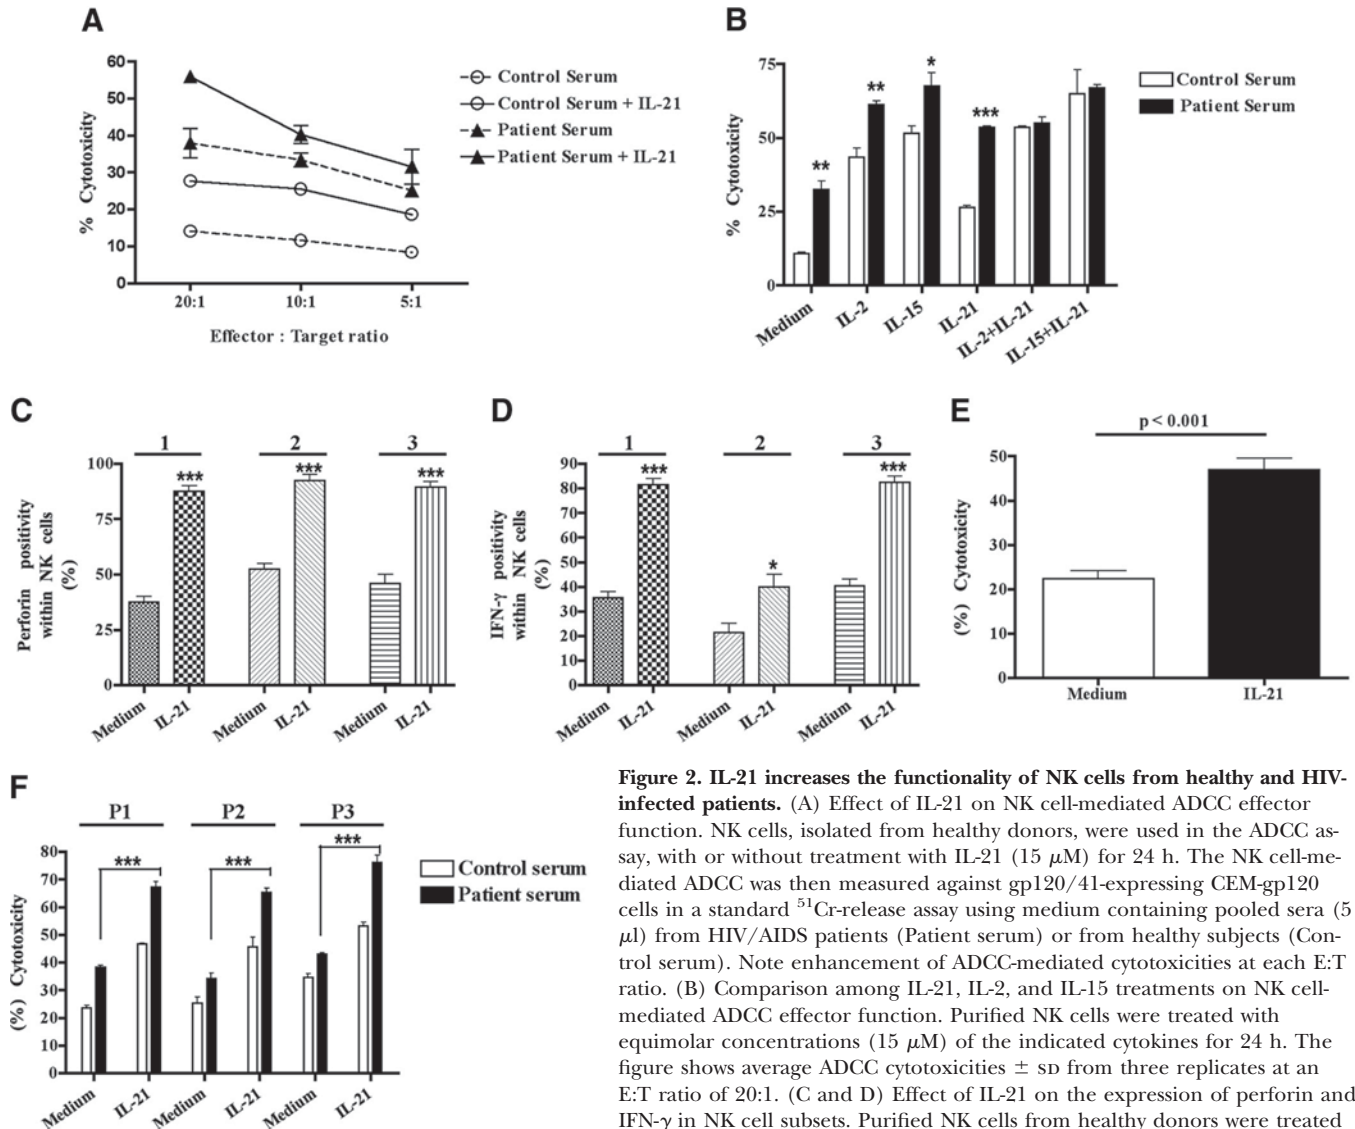 A
60
50
40
30
20
10
0
% Cytotoxicity
20:1 10:1 5:1
Effector : Target ratio
Control Serum
Control Serum + IL-21
Patient Serum
Patient Serum + IL-21
B
75
50
25
0
% Cytotoxicity
** ** * ***
Medium IL-2 IL-15 IL-21 IL-2+IL-21 IL-15+IL-21
Control Serum
Patient Serum
C
1 2 3
*** *** ***
100
75
50
25
0
Perforin positivity
within NK cells
(%)
Medium IL-21 Medium IL-21 Medium IL-21
D
1 2 3
*** * ***
90
80
70
60
50
40
30
20
10
0
IFN-γ positivity
within NK cells
(%)
Medium IL-21 Medium IL-21 Medium IL-21
E
p < 0.001
50
40
30
20
10
0
(%) Cytotoxicity
Medium IL-21
F
P1 P2 P3
*** *** ***
80
70
60
50
40
30
20
10
0
(%) Cytotoxicity
Medium IL-21 Medium IL-21 Medium IL-21
Control serum
Patient serum
Figure 2. IL-21 increases the functionality of NK cells from healthy and HIV-
infected patients. (A) Effect of IL-21 on NK cell-mediated ADCC effector
function. NK cells, isolated from healthy donors, were used in the ADCC as-
say, with or without treatment with IL-21 (15 μM) for 24 h. The NK cell-me-
diated ADCC was then measured against gp120/41-expressing CEM-gp120
cells in a standard ⁵¹Cr-release assay using medium containing pooled sera (5
μl) from HIV/AIDS patients (Patient serum) or from healthy subjects (Con-
trol serum). Note enhancement of ADCC-mediated cytotoxicities at each E:T
ratio. (B) Comparison among IL-21, IL-2, and IL-15 treatments on NK cell-
mediated ADCC effector function. Purified NK cells were treated with
equimolar concentrations (15 μM) of the indicated cytokines for 24 h. The
figure shows average ADCC cytotoxicities ± SD from three replicates at an
E:T ratio of 20:1. (C and D) Effect of IL-21 on the expression of perforin and
IFN-γ in NK cell subsets. Purified NK cells from healthy donors were treated